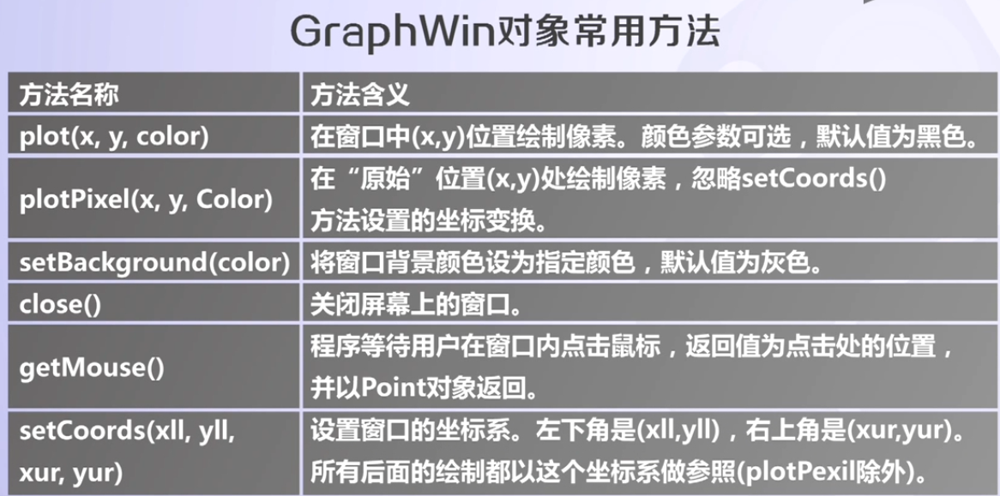 GraphWin对象常用方法
方法名称
方法含义
plot(x, y, color)
在窗口中(x,y)位置绘制像素。颜色参数可选，默认值为黑色。
plotPixel(x, y, Color)
在“原始”位置(x,y)处绘制像素，忽略setCoords()
方法设置的坐标变换。
setBackground(color)
将窗口背景颜色设为指定颜色，默认值为灰色。
close()
关闭屏幕上的窗口。
getMouse()
程序等待用户在窗口内点击鼠标，返回值为点击处的位置，
并以Point对象返回。
setCoords(xll, yll,
xur, yur)
设置窗口的坐标系。左下角是(xll,yll)，右上角是(xur,yur)。
所有后面的绘制都以这个坐标系做参照(plotPexil除外)。